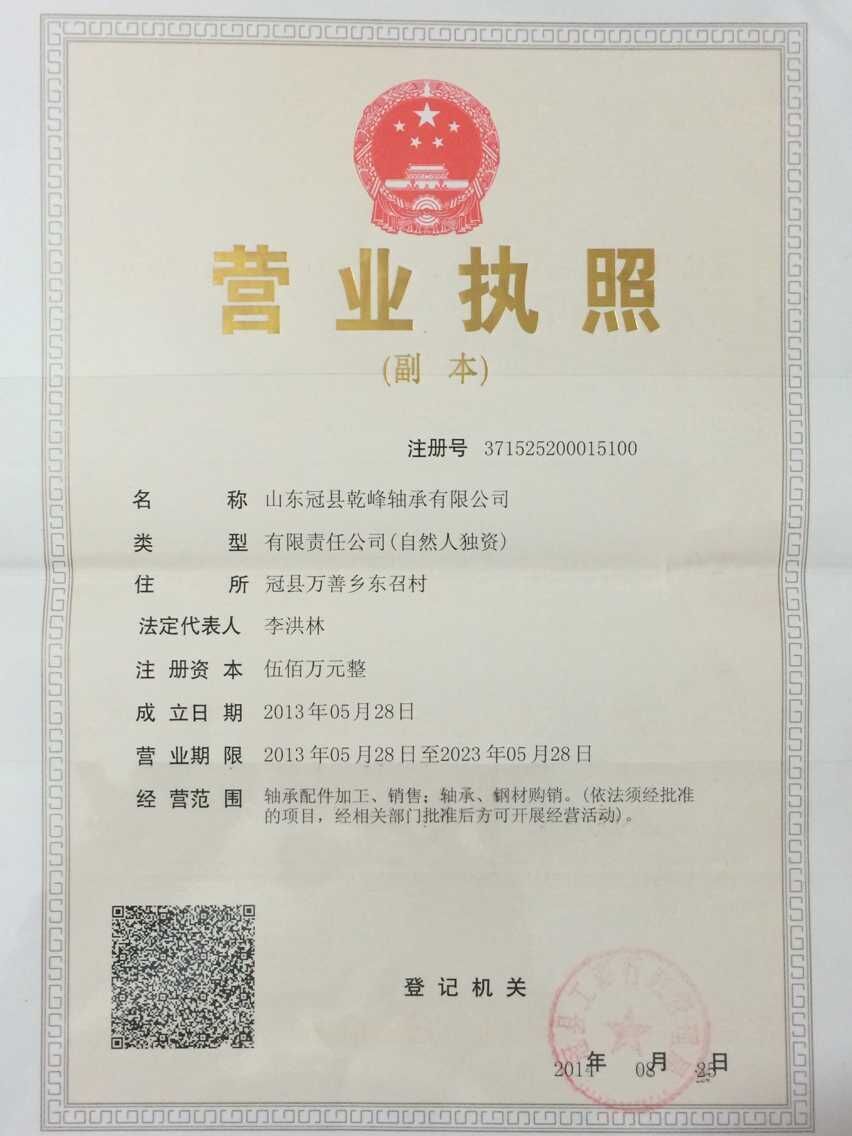 营业执照
(副 本)
注册号 371525200015100
名 称 山东冠县乾峰轴承有限公司
类 型 有限责任公司(自然人独资)
住 所 冠县万善乡东召村
法定代表人 李洪林
注册资本 伍佰万元整
成立日期 2013年05月28日
营业期限 2013年05月28日至2023年05月28日
经营范围 轴承配件加工、销售；轴承、钢材购销。(依法须经批准
的项目，经相关部门批准后方可开展经营活动)。
登记机关
2014年 08月 25日